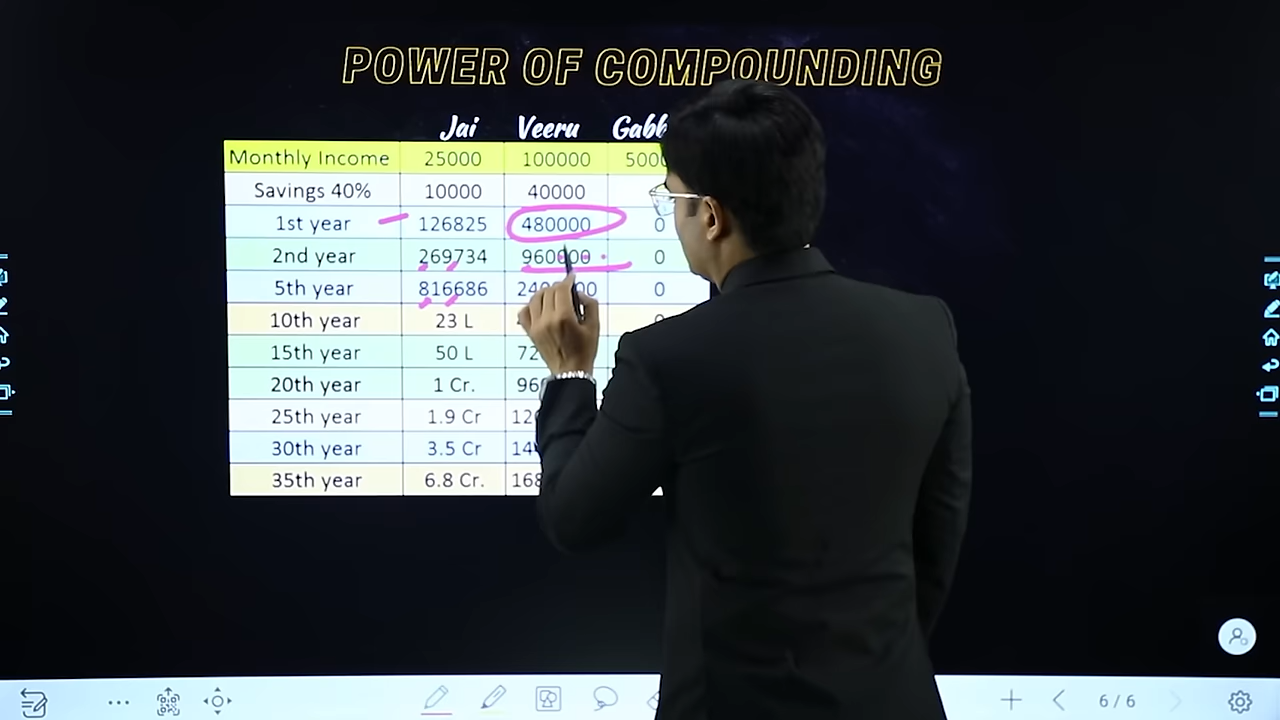 POWER OF COMPOUNDING
Jai Veeru
Monthly Income 25000 100000
Savings 40% 10000 40000
1st year 126825 480000 0
2nd year 269734 960000 0
5th year 816686 0
10th year 23 L
15th year 50 L
20th year 1 Cr.
25th year 1.9 Cr
30th year 3.5 Cr
35th year 6.8 Cr.
6/6